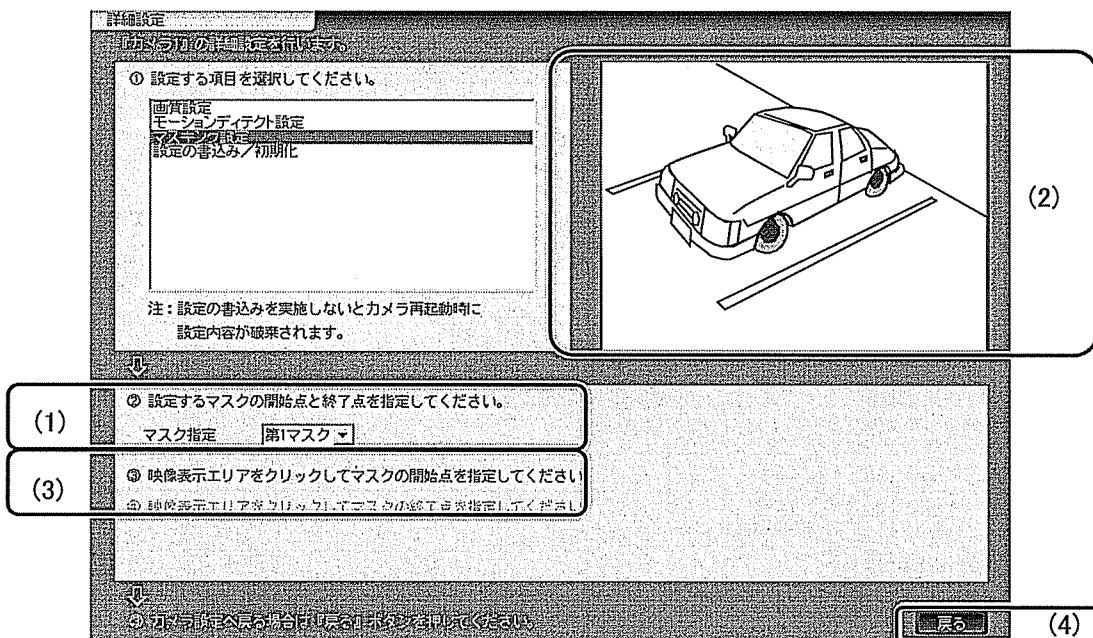 詳細設定
『カメラ1』の詳細設定を行います。
① 設定する項目を選択してください。
画質設定
モーションディテクト設定
マスキング設定
設定の書込み／初期化
注：設定の書込みを実施しないとカメラ再起動時に
設定内容が破棄されます。
(2)
(1)
② 設定するマスクの開始点と終了点を指定してください。
マスク指定 第1マスク
(3)
③ 映像表示エリアをクリックしてマスクの開始点を指定してください
④ 映像表示エリアをクリックしてマスクの終了点を指定してください
カメラ設定へ戻る場合は『戻る』ボタンを押してください。
戻る
(4)